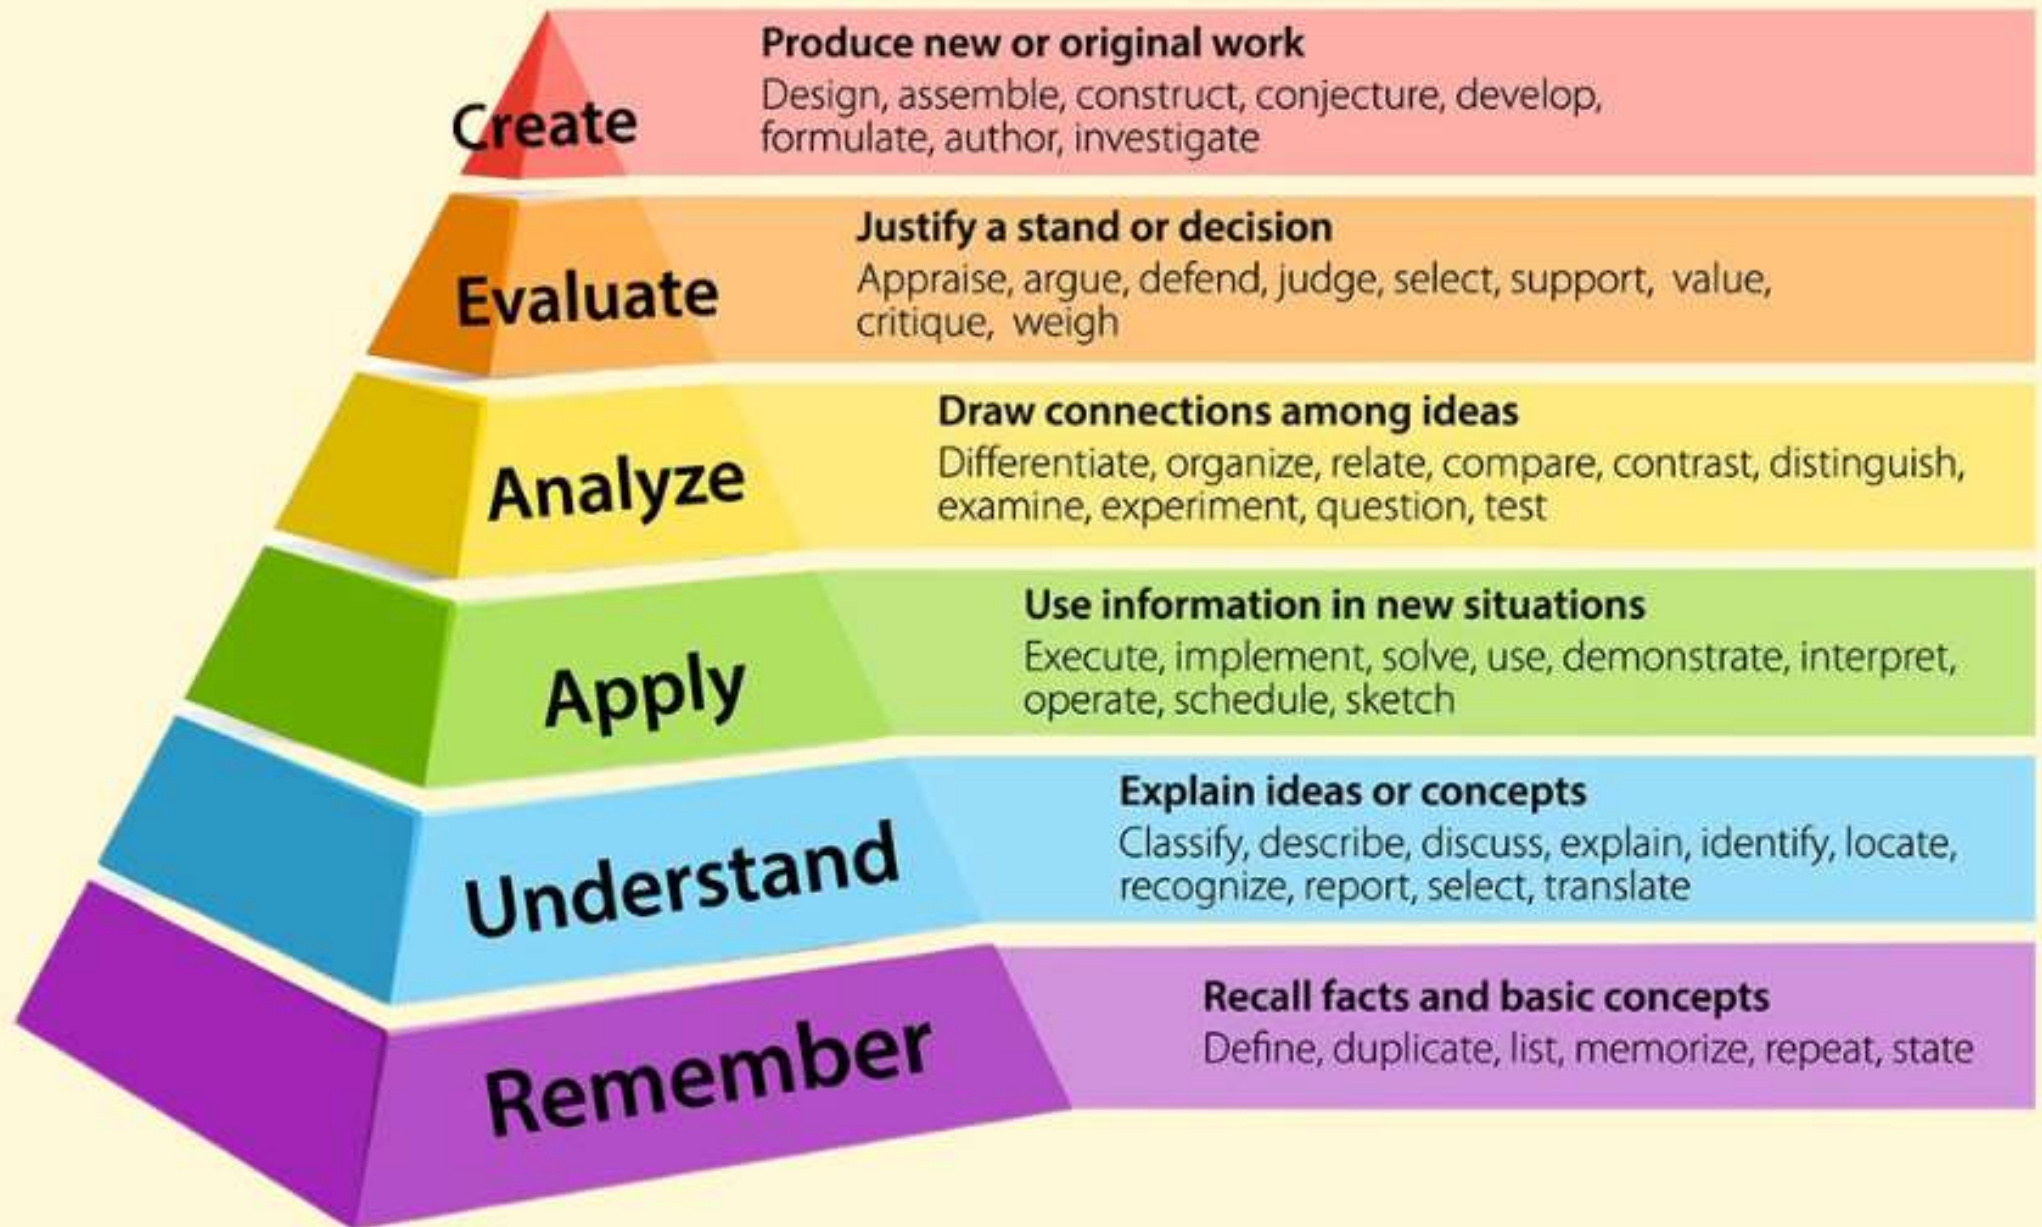 Create
Produce new or original work
Design, assemble, construct, conjecture, develop,
formulate, author, investigate
Evaluate
Justify a stand or decision
Appraise, argue, defend, judge, select, support, value,
critique, weigh
Analyze
Draw connections among ideas
Differentiate, organize, relate, compare, contrast, distinguish,
examine, experiment, question, test
Apply
Use information in new situations
Execute, implement, solve, use, demonstrate, interpret,
operate, schedule, sketch
Understand
Explain ideas or concepts
Classify, describe, discuss, explain, identify, locate,
recognize, report, select, translate
Remember
Recall facts and basic concepts
Define, duplicate, list, memorize, repeat, state